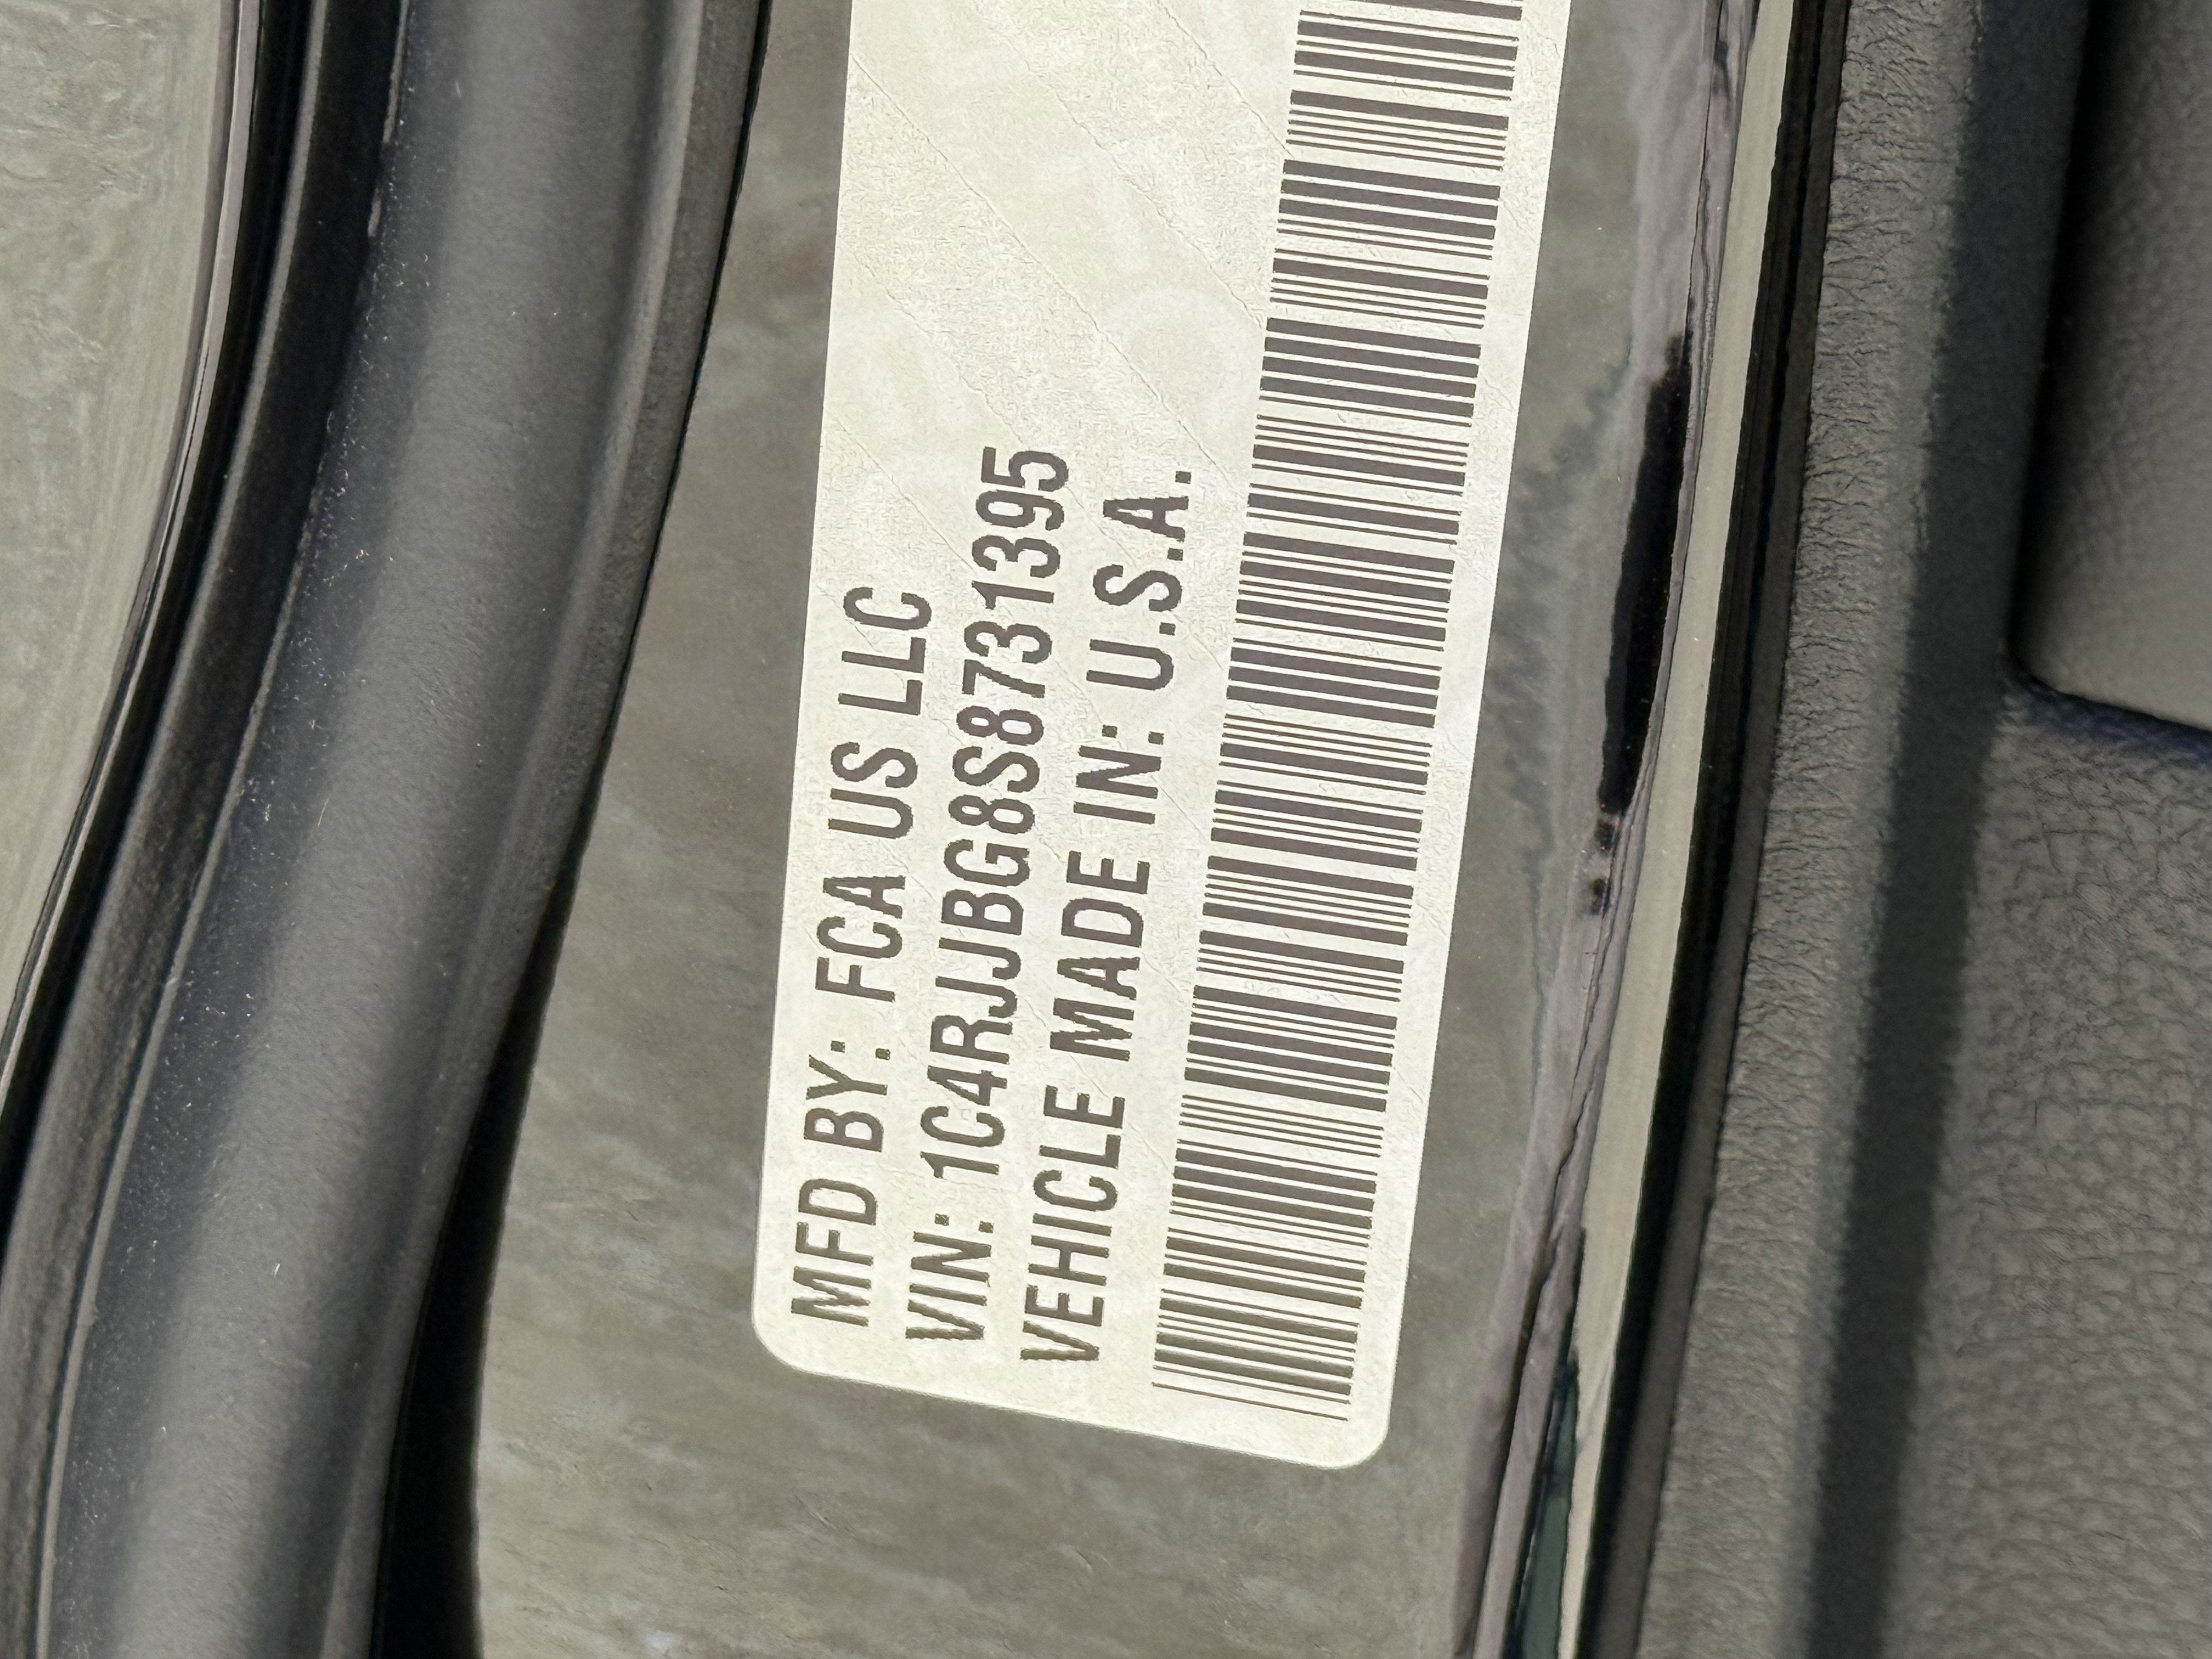 MFD BY: FCA US LLC
VIN: 1C4RJJBG8S8731395
VEHICLE MADE IN: U.S.A.